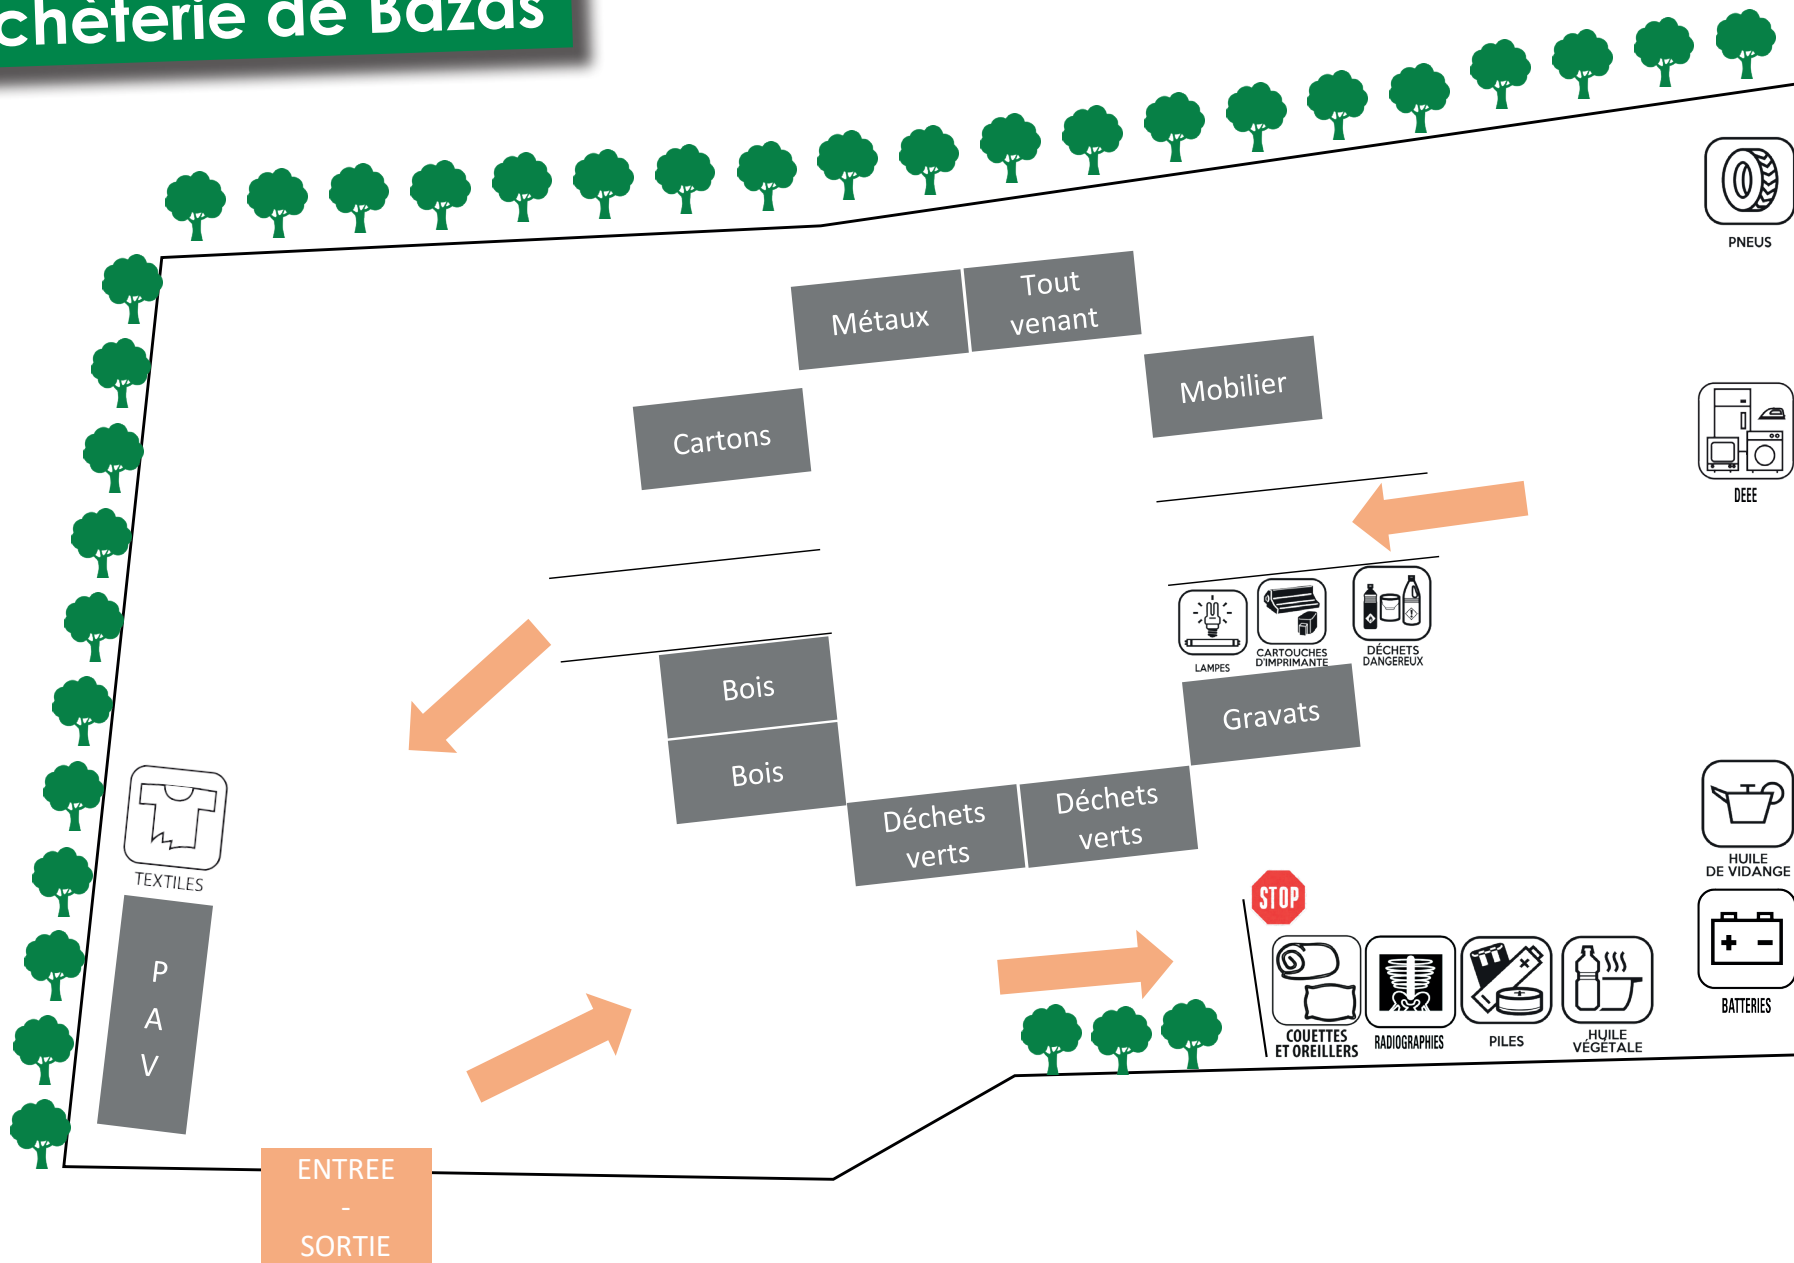 chèterie de Bazas
PNEUS
Métaux
Tout
venant
Mobilier
Cartons
DEEE
LAMPES
CARTOUCHES
D'IMPRIMANTE
DÉCHETS
DANGEREUX
Bois
Gravats
Bois
Déchets
verts
Déchets
verts
TEXTILES
HUILE
DE VIDANGE
STOP
P
A
V
COUETTES
ET OREILLERS
RADIOGRAPHIES
PILES
HUILE
VÉGÉTALE
BATTERIES
ENTREE
-
SORTIE